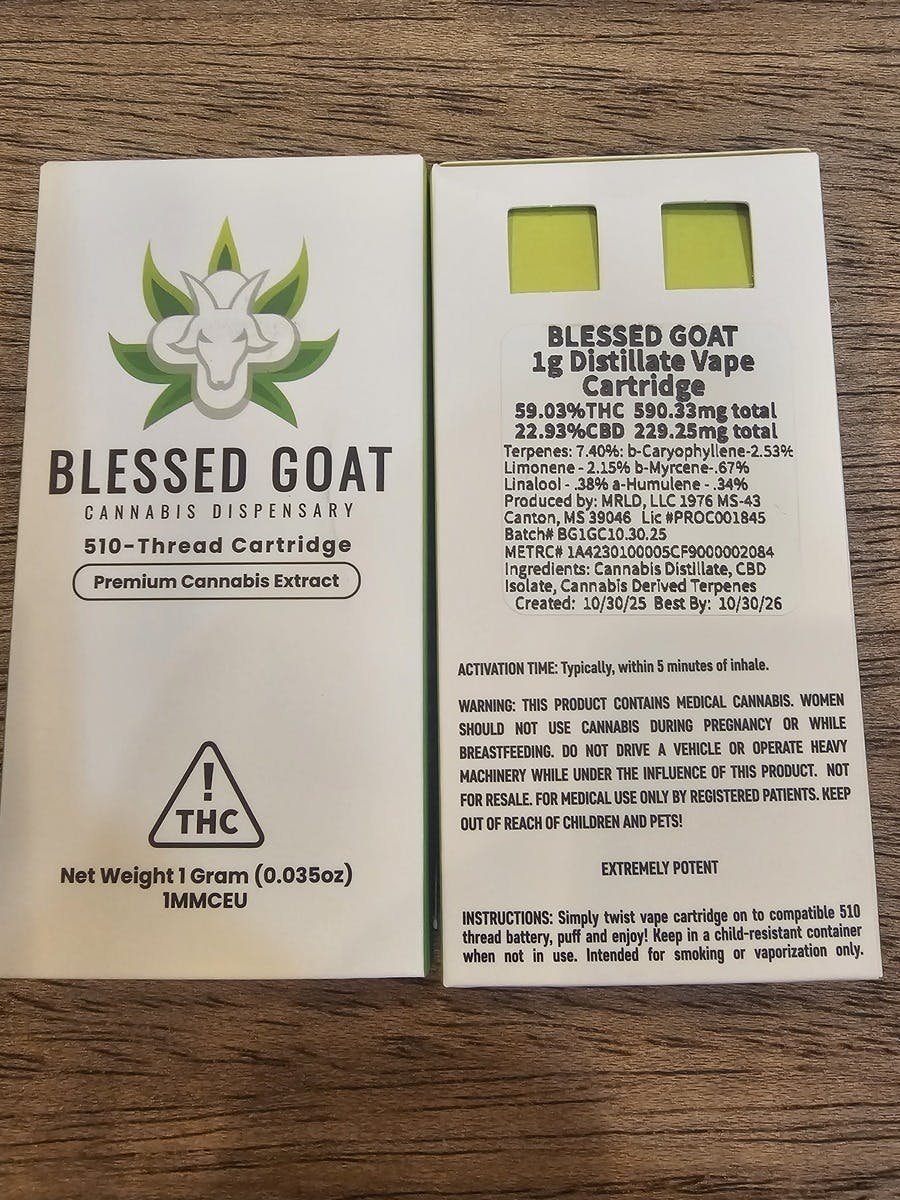 BLESSED GOAT
CANNABIS DISPENSARY
510-Thread Cartridge
Premium Cannabis Extract
!
THC
Net Weight 1 Gram (0.035oz)
1MMCEU
BLESSED GOAT
1g Distillate Vape
Cartridge
59.03%THC 590.33mg total
22.93%CBD 229.25mg total
Terpenes: 7.40%: b-Caryophyllene-2.53%
Limonene - 2.15% b-Myrcene-.67%
Linalool - .38% a-Humulene - .34%
Produced by: MRLD, LLC 1976 MS-43
Canton, MS 39046 Lic #PROC001845
Batch# BG1GC10.30.25
METRC# 1A4230100005CF9000002084
Ingredients: Cannabis Distillate, CBD
Isolate, Cannabis Derived Terpenes
Created: 10/30/25 Best By: 10/30/26
ACTIVATION TIME: Typically, within 5 minutes of inhale.
WARNING: THIS PRODUCT CONTAINS MEDICAL CANNABIS. WOMEN
SHOULD NOT USE CANNABIS DURING PREGNANCY OR WHILE
BREASTFEEDING. DO NOT DRIVE A VEHICLE OR OPERATE HEAVY
MACHINERY WHILE UNDER THE INFLUENCE OF THIS PRODUCT. NOT
FOR RESALE. FOR MEDICAL USE ONLY BY REGISTERED PATIENTS. KEEP
OUT OF REACH OF CHILDREN AND PETS!
EXTREMELY POTENT
INSTRUCTIONS: Simply twist vape cartridge on to compatible 510
thread battery, puff and enjoy! Keep in a child-resistant container
when not in use. Intended for smoking or vaporization only.